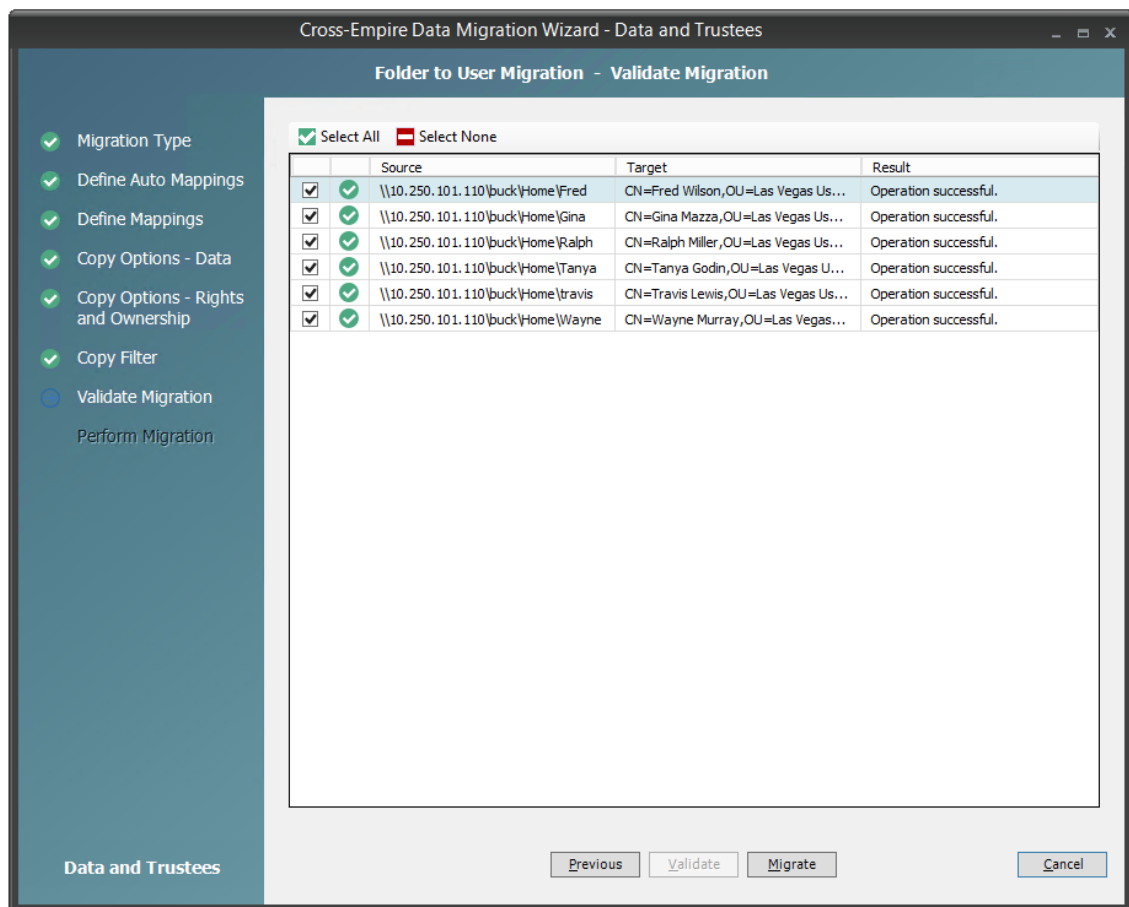 Cross-Empire Data Migration Wizard - Data and Trustees
Folder to User Migration - Validate Migration
Migration Type
Define Auto Mappings
Define Mappings
Copy Options - Data
Copy Options - Rights
and Ownership
Copy Filter
Validate Migration
Perform Migration
Data and Trustees
Select All Select None
Source Target Result
\\10.250.101.110\buck\Home\Fred CN=Fred Wilson,OU=Las Vegas Us... Operation successful.
\\10.250.101.110\buck\Home\Gina CN=Gina Mazza,OU=Las Vegas Us... Operation successful.
\\10.250.101.110\buck\Home\Ralph CN=Ralph Miller,OU=Las Vegas Us... Operation successful.
\\10.250.101.110\buck\Home\Tanya CN=Tanya Godin,OU=Las Vegas U... Operation successful.
\\10.250.101.110\buck\Home\travis CN=Travis Lewis,OU=Las Vegas Us... Operation successful.
\\10.250.101.110\buck\Home\Wayne CN=Wayne Murray,OU=Las Vegas... Operation successful.
Previous Validate Migrate Cancel